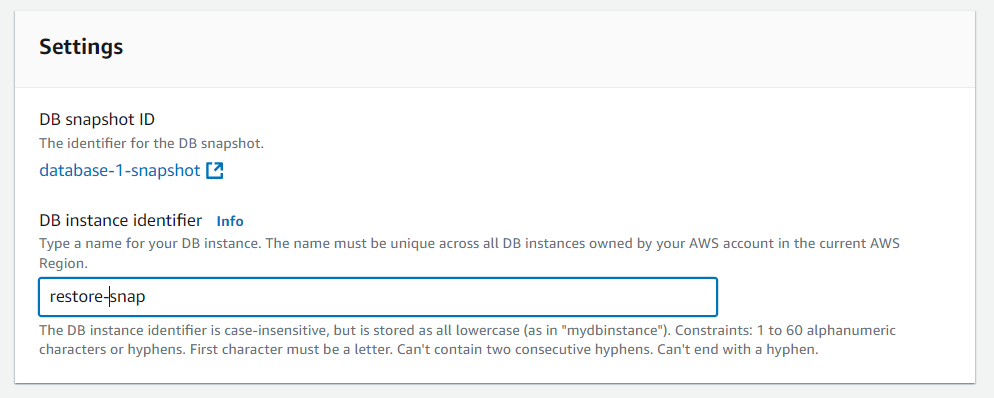 Settings
DB snapshot ID
The identifier for the DB snapshot.
database-1-snapshot
DB instance identifier Info
Type a name for your DB instance. The name must be unique across all DB instances owned by your AWS account in the current AWS
Region.
restore-snap
The DB instance identifier is case-insensitive, but is stored as all lowercase (as in "mydbinstance"). Constraints: 1 to 60 alphanumeric
characters or hyphens. First character must be a letter. Can't contain two consecutive hyphens. Can't end with a hyphen.